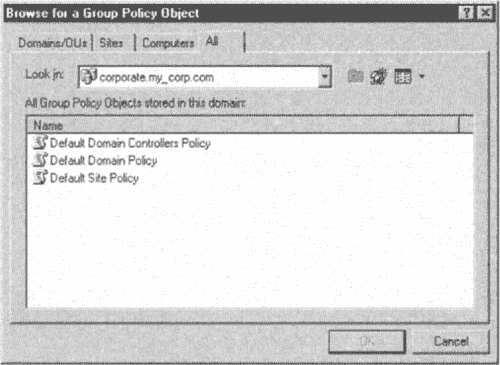 Browse for a Group Policy Object
Domains/OUs Sites Computers All
Look in: corporate.my_corp.com
All Group Policy Objects stored in this domain:
Name
Default Domain Controllers Policy
Default Domain Policy
Default Site Policy
OK Cancel